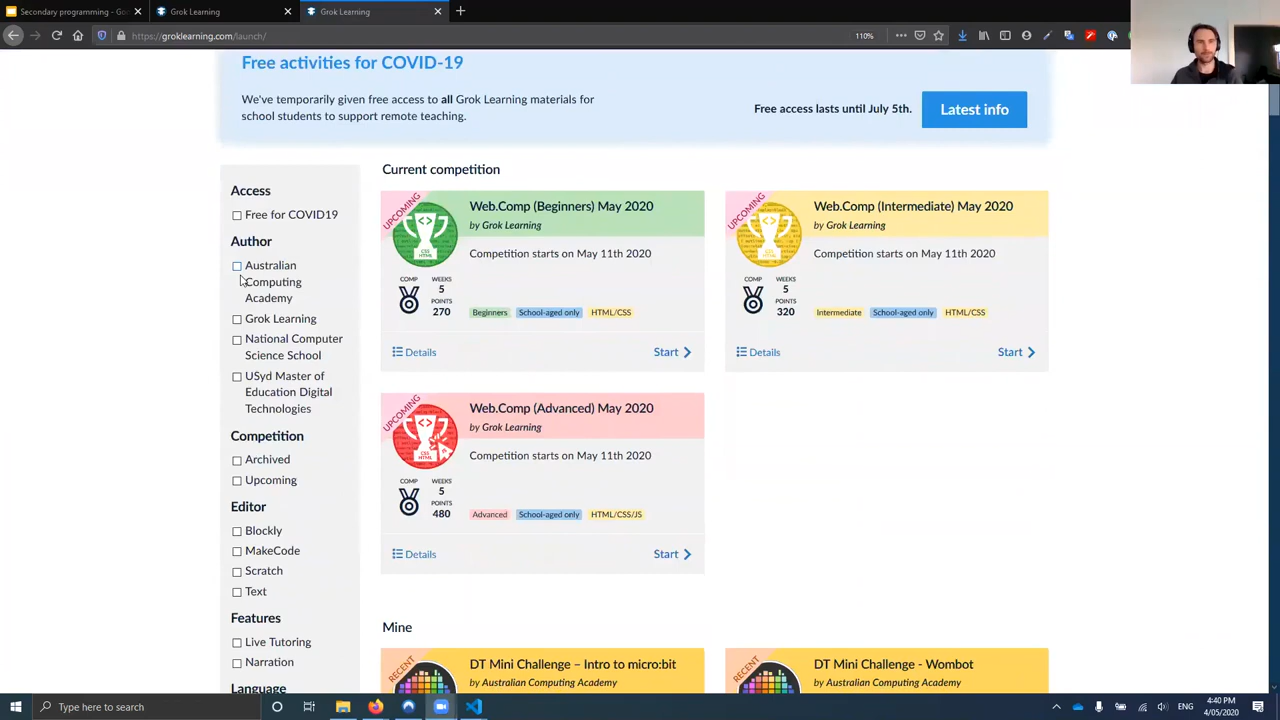 Secondary programming - Go
Grok Learning
Grok Learning
https://groklearning.com/launch/
110%
Free activities for COVID-19
We've temporarily given free access to all Grok Learning materials for
school students to support remote teaching.
Free access lasts until July 5th.
Latest info
Access
Free for COVID19
Author
Australian
Computing
Academy
Grok Learning
National Computer
Science School
USyd Master of
Education Digital
Technologies
Competition
Archived
Upcoming
Editor
Blockly
MakeCode
Scratch
Text
Features
Live Tutoring
Narration
Language
Current competition
UPCOMING
Web.Comp (Beginners) May 2020
by Grok Learning
Competition starts on May 11th 2020
CSS
HTML
COMP
WEEKS
5
POINTS
270
Beginners
School-aged only
HTML/CSS
Details
Start
UPCOMING
Web.Comp (Intermediate) May 2020
by Grok Learning
Competition starts on May 11th 2020
CSS
HTML
COMP
WEEKS
5
POINTS
320
Intermediate
School-aged only
HTML/CSS
Details
Start
UPCOMING
Web.Comp (Advanced) May 2020
by Grok Learning
Competition starts on May 11th 2020
CSS
HTML
COMP
WEEKS
5
POINTS
480
Advanced
School-aged only
HTML/CSS/JS
Details
Start
Mine
RECENT
DT Mini Challenge – Intro to micro:bit
by Australian Computing Academy
RECENT
DT Mini Challenge - Wombot
by Australian Computing Academy
Type here to search
4:40 PM
4/05/2020